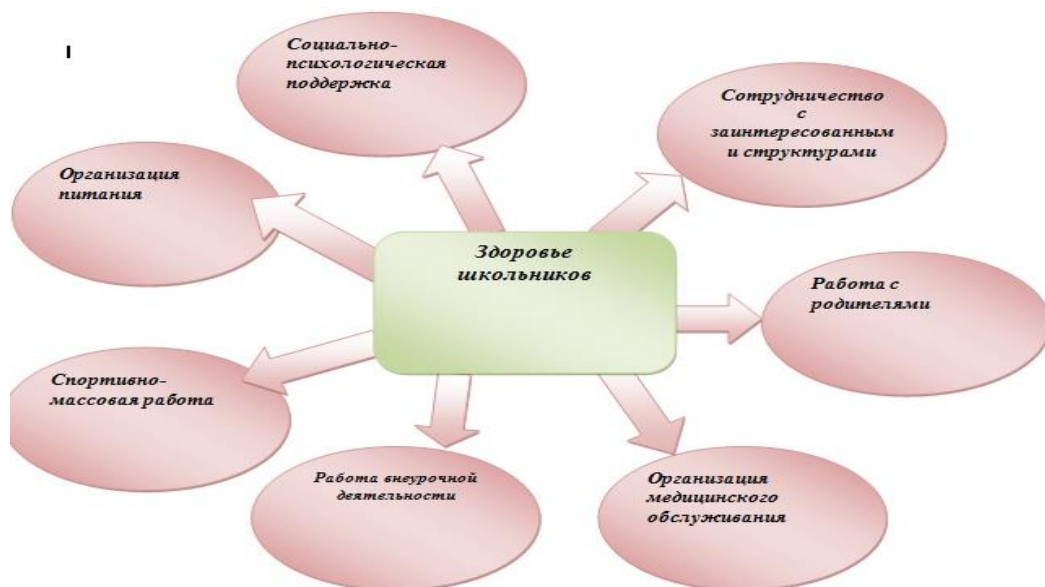 I
Социально-
психологическая
поддержка
Сотрудничество
с
заинтересованным
и структурами
Организация
питания
Здоровье
школьников
Работа с
родителями
Спортивно-
массовая работа
Работа внеурочной
деятельности
Организация
медицинского
обслуживания